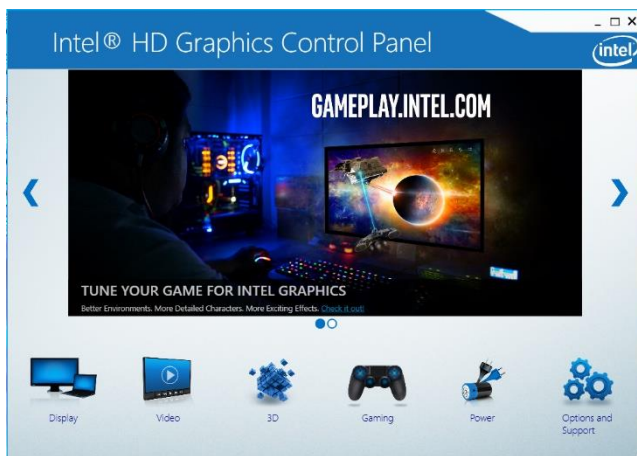 Intel® HD Graphics Control Panel
intel
GAMEPLAY.INTEL.COM
TUNE YOUR GAME FOR INTEL GRAPHICS
Better Environments. More Detailed Characters. More Exciting Effects. Check it out!
Display
Video
3D
Gaming
Power
Options and
Support